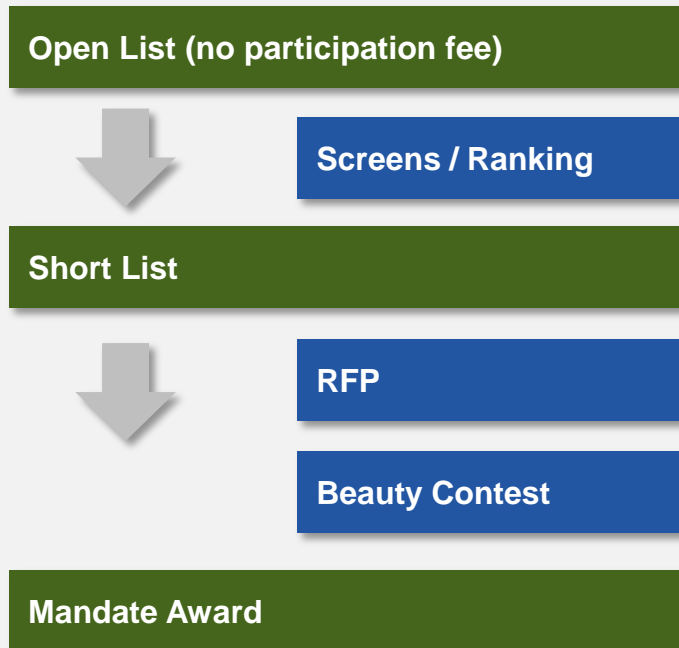 Open List (no participation fee)
Screens / Ranking
Short List
RFP
Beauty Contest
Mandate Award